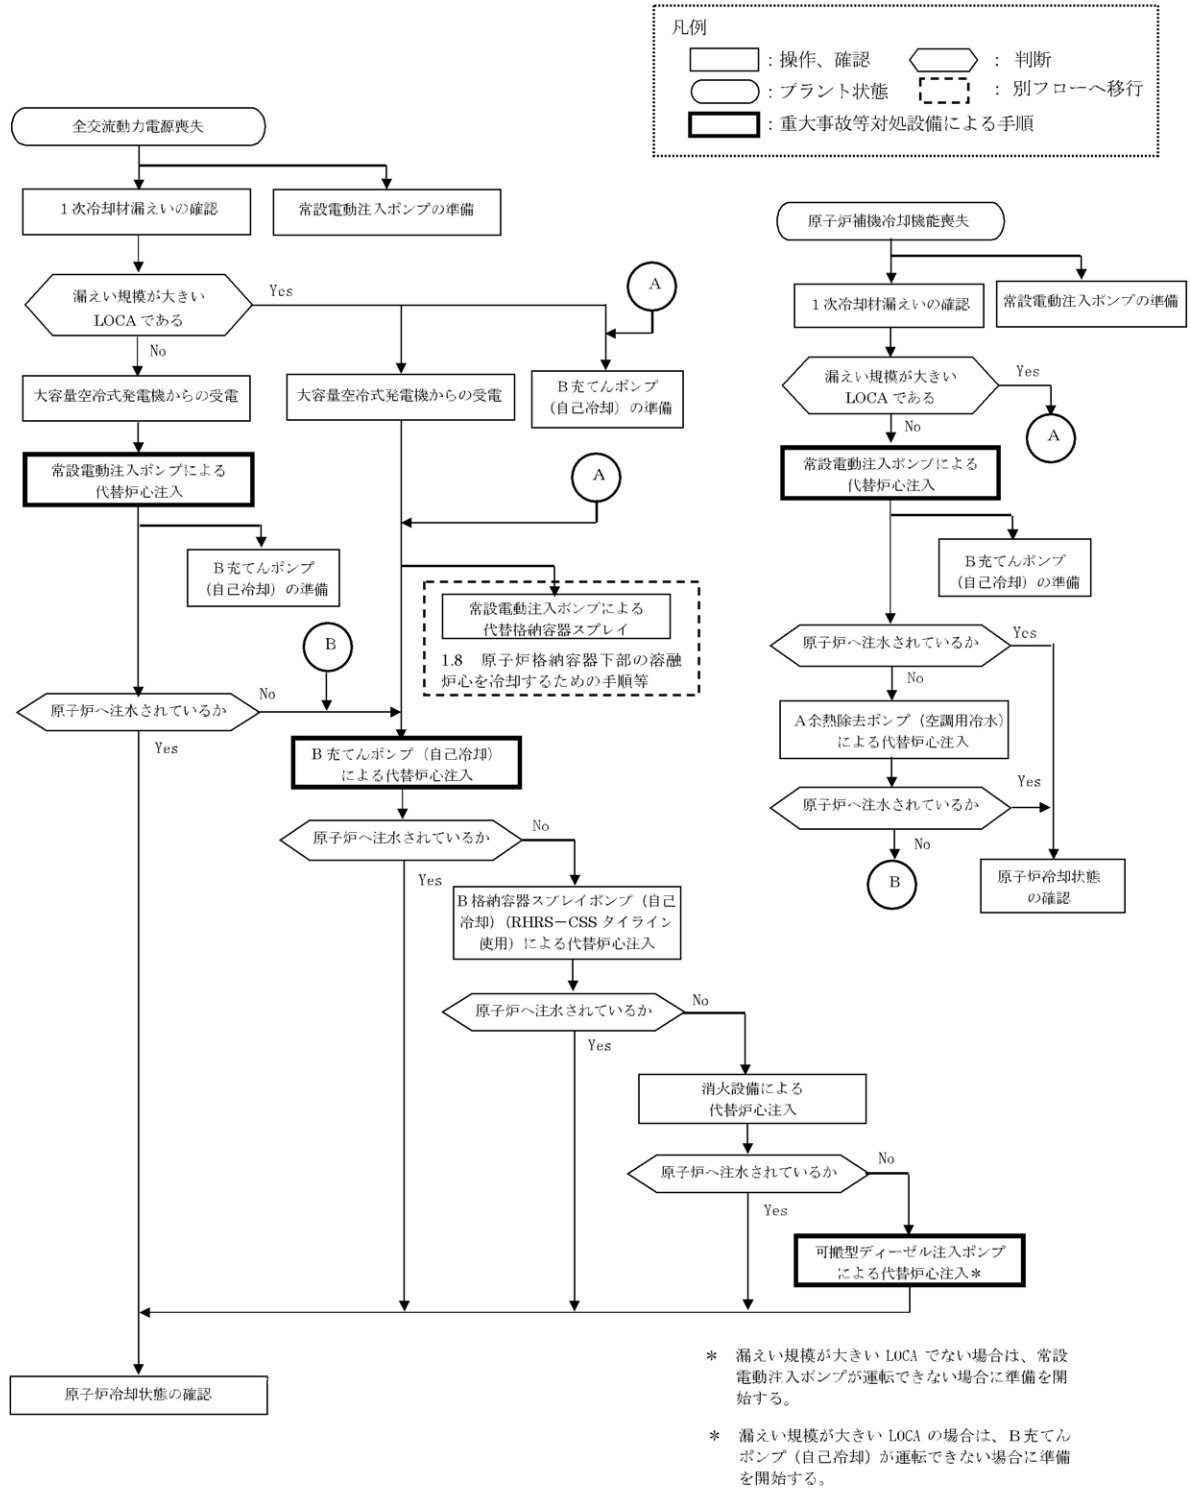 凡例
：操作、確認
： 判断
：プラント状態
： 別フローへ移行
：重大事故等対処設備による手順
全交流動力電源喪失
１次冷却材漏えいの確認
常設電動注入ポンプの準備
漏えい規模が大きい
LOCA である
Yes
No
A
大容量空冷式発電機からの受電
大容量空冷式発電機からの受電
Ｂ充てんポンプ
（自己冷却）の準備
常設電動注入ポンプによる
代替炉心注入
A
Ｂ充てんポンプ
（自己冷却）の準備
常設電動注入ポンプによる
代替格納容器スプレイ
1.8　原子炉格納容器下部の溶融
炉心を冷却するための手順等
B
原子炉へ注水されているか
No
Yes
Ｂ充てんポンプ（自己冷却）
による代替炉心注入
原子炉へ注水されているか
No
Yes
Ｂ格納容器スプレイポンプ（自己
冷却）（RHRS－CSS タイライン
使用）による代替炉心注入
原子炉へ注水されているか
No
Yes
消火設備による
代替炉心注入
原子炉へ注水されているか
No
Yes
可搬型ディーゼル注入ポンプ
による代替炉心注入＊
原子炉冷却状態の確認
原子炉補機冷却機能喪失
１次冷却材漏えいの確認
常設電動注入ポンプの準備
漏えい規模が大きい
LOCA である
Yes
No
A
常設電動注入ポンプによる
代替炉心注入
Ｂ充てんポンプ
（自己冷却）の準備
原子炉へ注水されているか
Yes
No
Ａ余熱除去ポンプ（空調用冷水）
による代替炉心注入
原子炉へ注水されているか
Yes
No
B
原子炉冷却状態
の確認
＊　漏えい規模が大きい LOCA でない場合は、常設
電動注入ポンプが運転できない場合に準備を開
始する。
＊　漏えい規模が大きい LOCA の場合は、Ｂ充てん
ポンプ（自己冷却）が運転できない場合に準備
を開始する。